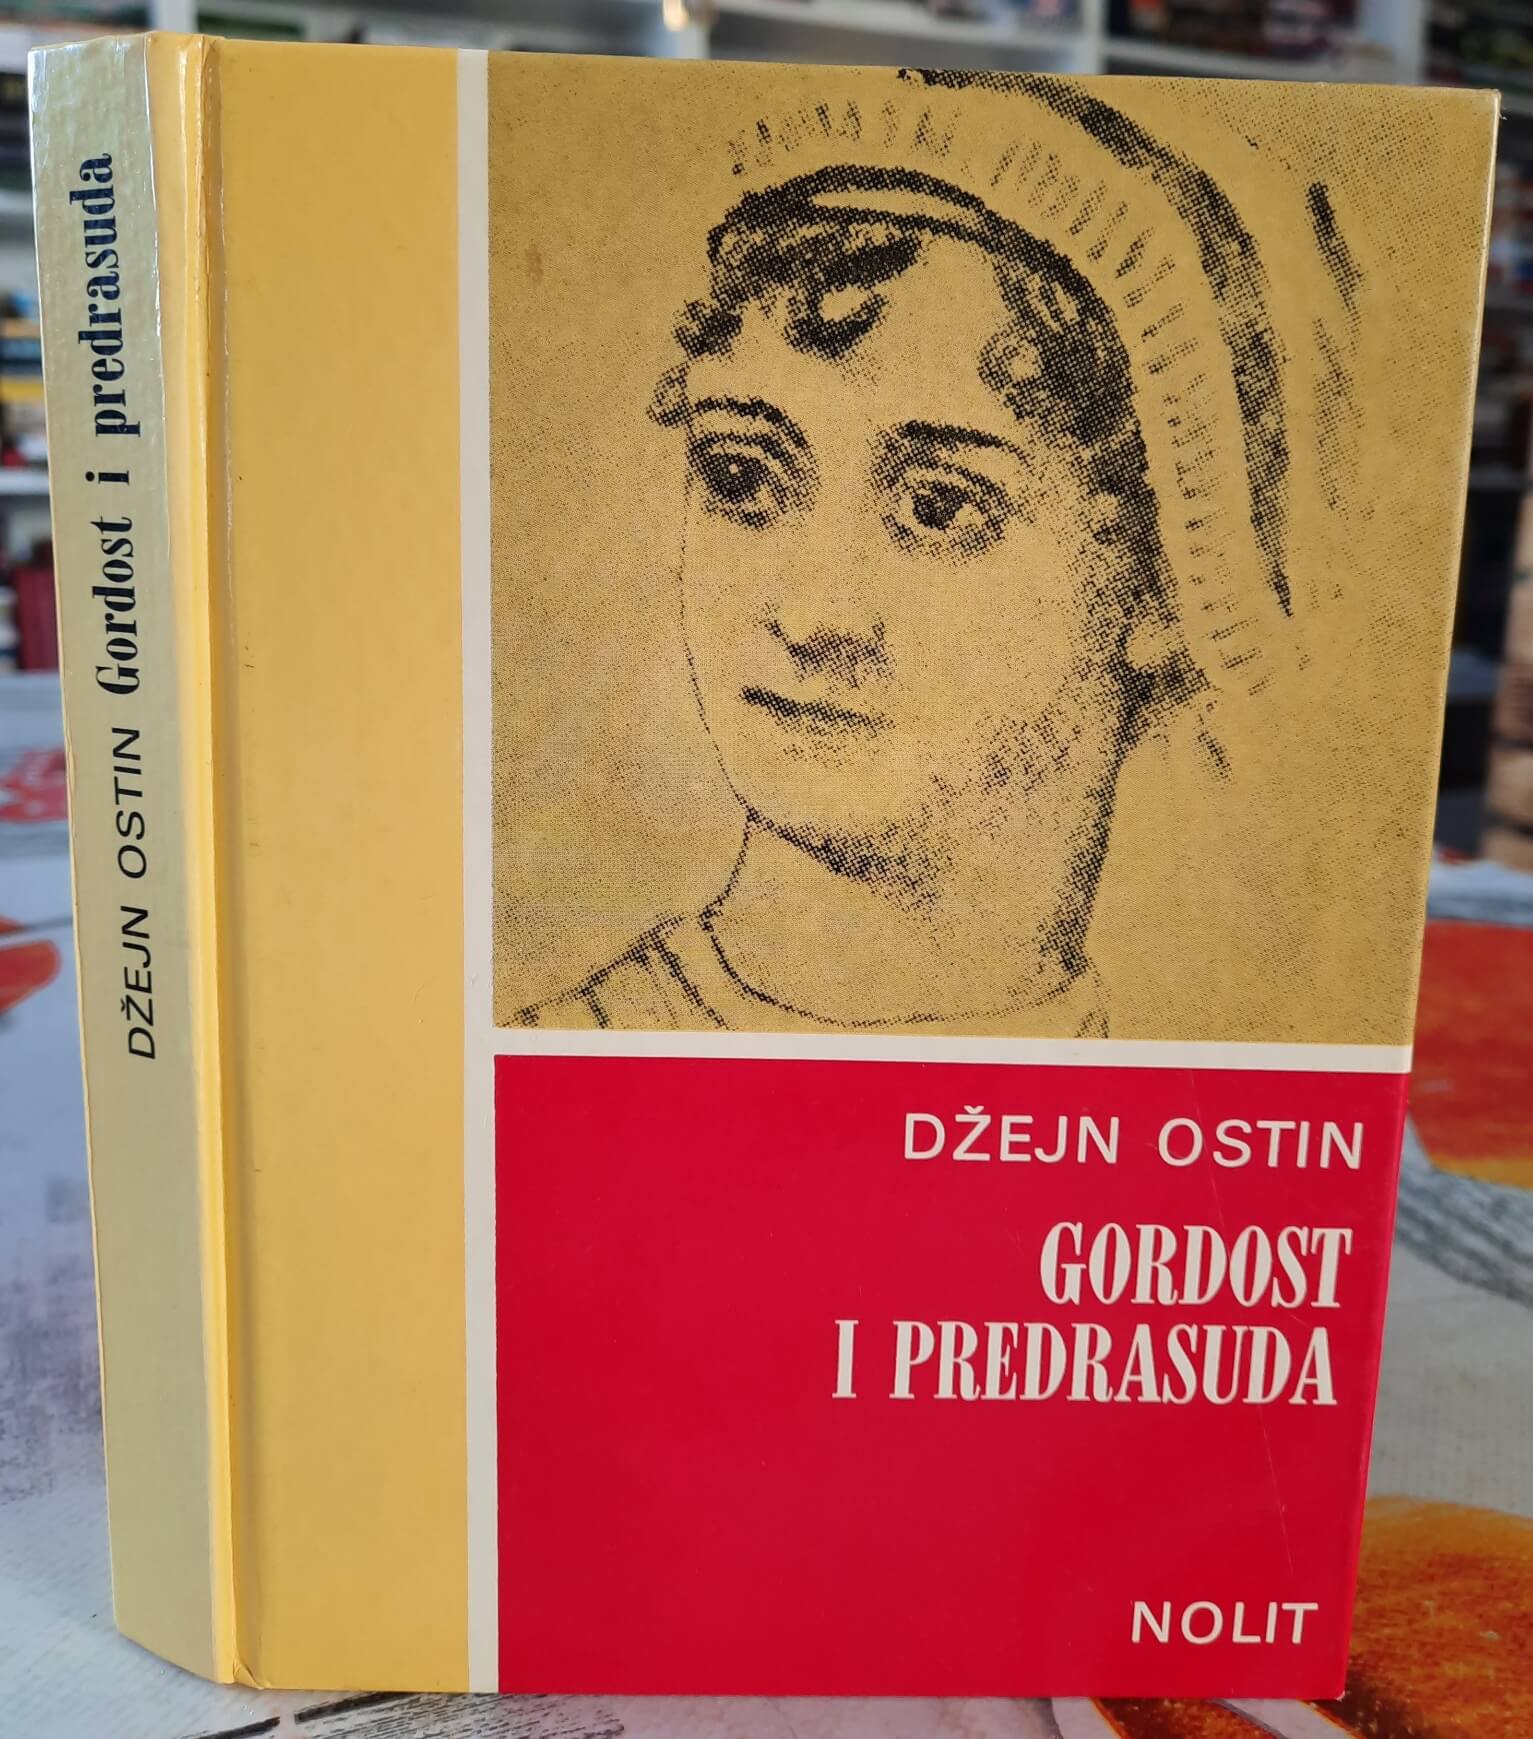 DŽEJN OSTIN Gordost i predrasuda
DŽEJN OSTIN
GORDOST
I PREDRASUDA
NOLIT